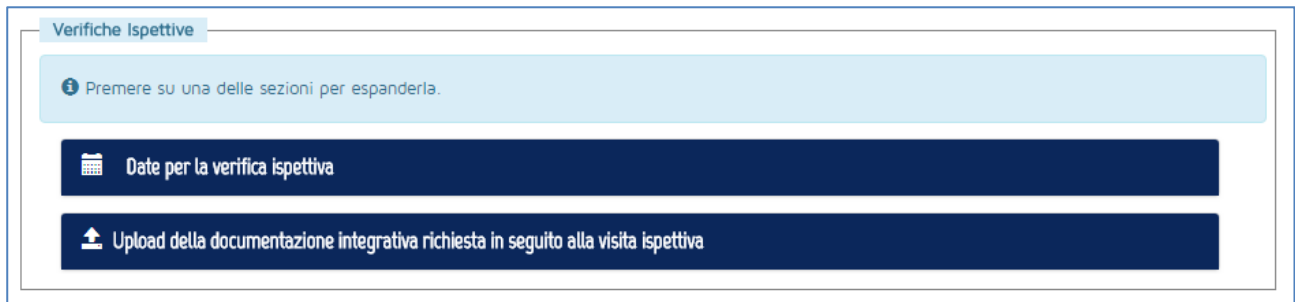 Verifiche Ispettive
Premere su una delle sezioni per espanderla.
Date per la verifica ispettiva
Upload della documentazione integrativa richiesta in seguito alla visita ispettiva